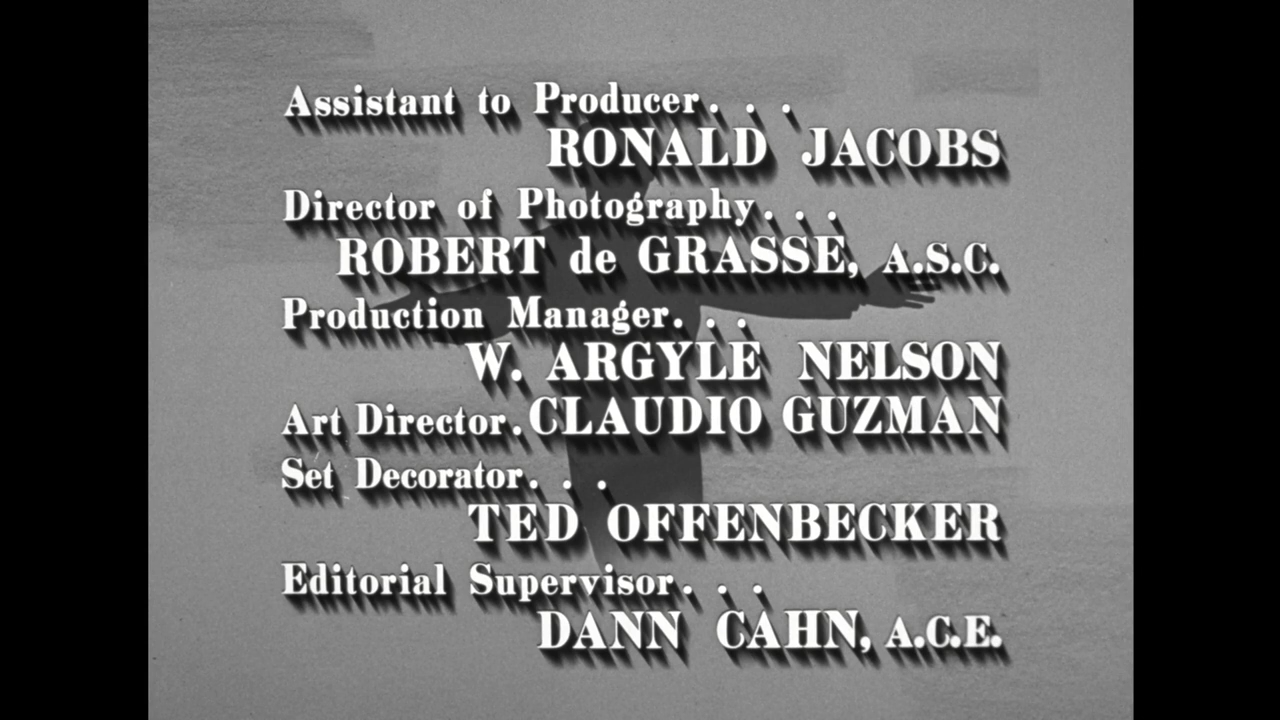 Assistant to Producer. . .
RONALD JACOBS
Director of Photography. . .
ROBERT de GRASSE, A.S.C.
Production Manager. . .
W. ARGYLE NELSON
Art Director. CLAUDIO GUZMAN
Set Decorator. . .
TED OFFENBECKER
Editorial Supervisor. . .
DANN CAHN, A.C.E.